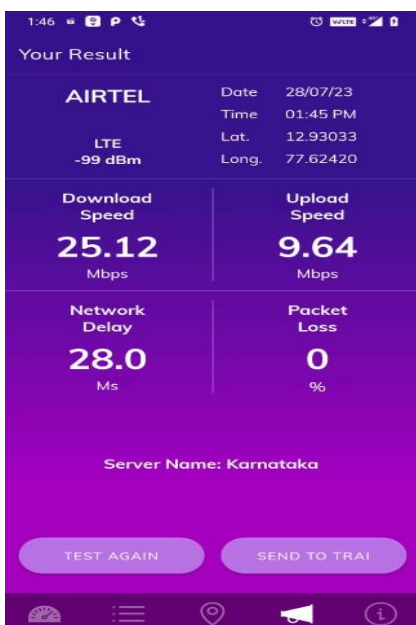 1:46
Your Result
AIRTEL
LTE
-99 dBm
Date 28/07/23
Time 01:45 PM
Lat. 12.93033
Long. 77.62420
Download
Speed
25.12
Mbps
Upload
Speed
9.64
Mbps
Network
Delay
28.0
Ms
Packet
Loss
0
%
Server Name: Karnataka
TEST AGAIN
SEND TO TRAI